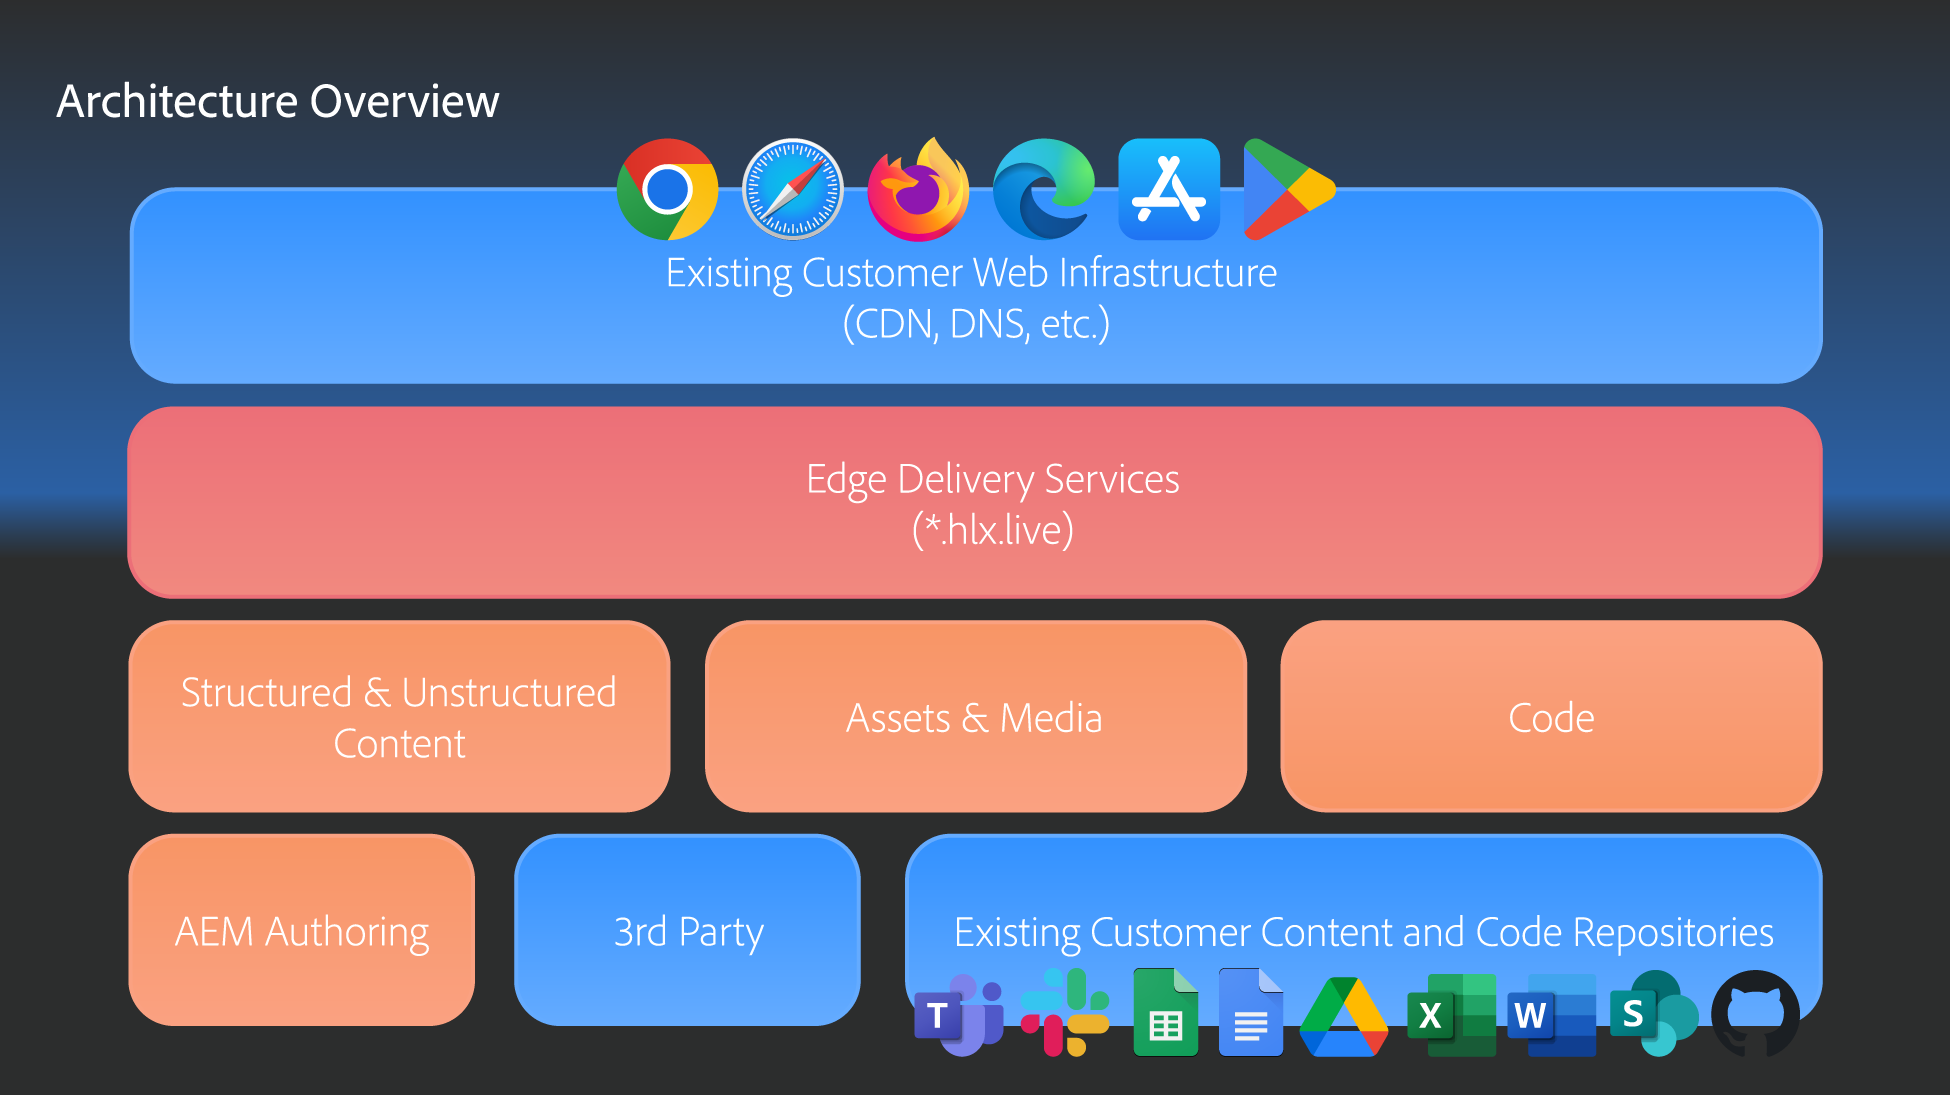 Architecture Overview
Existing Customer Web Infrastructure
(CDN, DNS, etc.)
Edge Delivery Services
(*.hlx.live)
Structured & Unstructured
Content
Assets & Media
Code
AEM Authoring
3rd Party
Existing Customer Content and Code Repositories
T
X
W
S